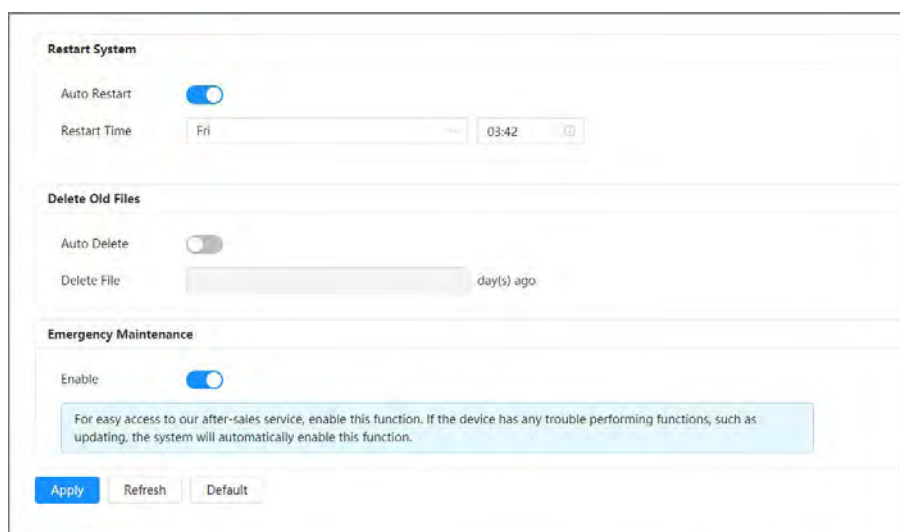 Restart System
Auto Restart
Restart Time Fri 03:42
Delete Old Files
Auto Delete
Delete File day(s) ago
Emergency Maintenance
Enable
For easy access to our after-sales service, enable this function. If the device has any trouble performing functions, such as
updating, the system will automatically enable this function.
Apply Refresh Default